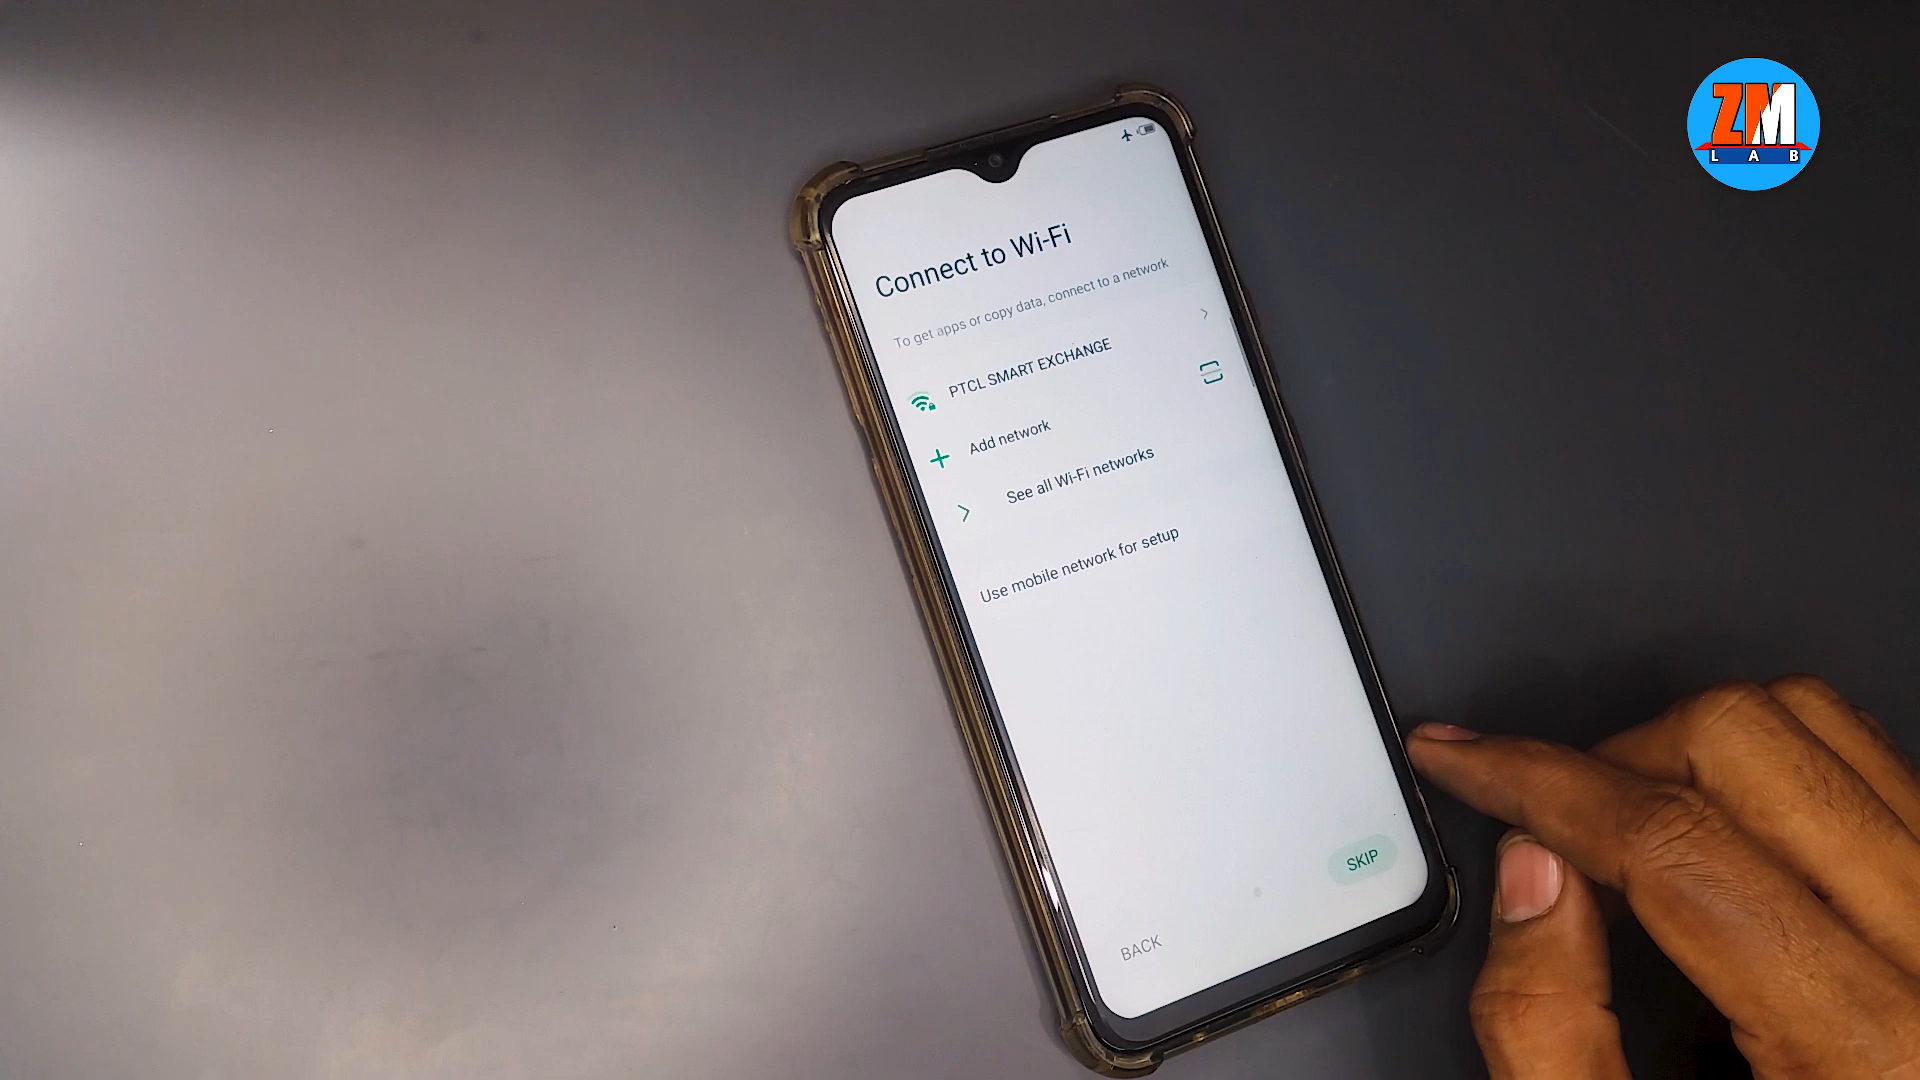 ZM
LAB
Connect to Wi-Fi
To get apps or copy data, connect to a network
PTCL SMART EXCHANGE
Add network
See all Wi-Fi networks
Use mobile network for setup
SKIP
BACK